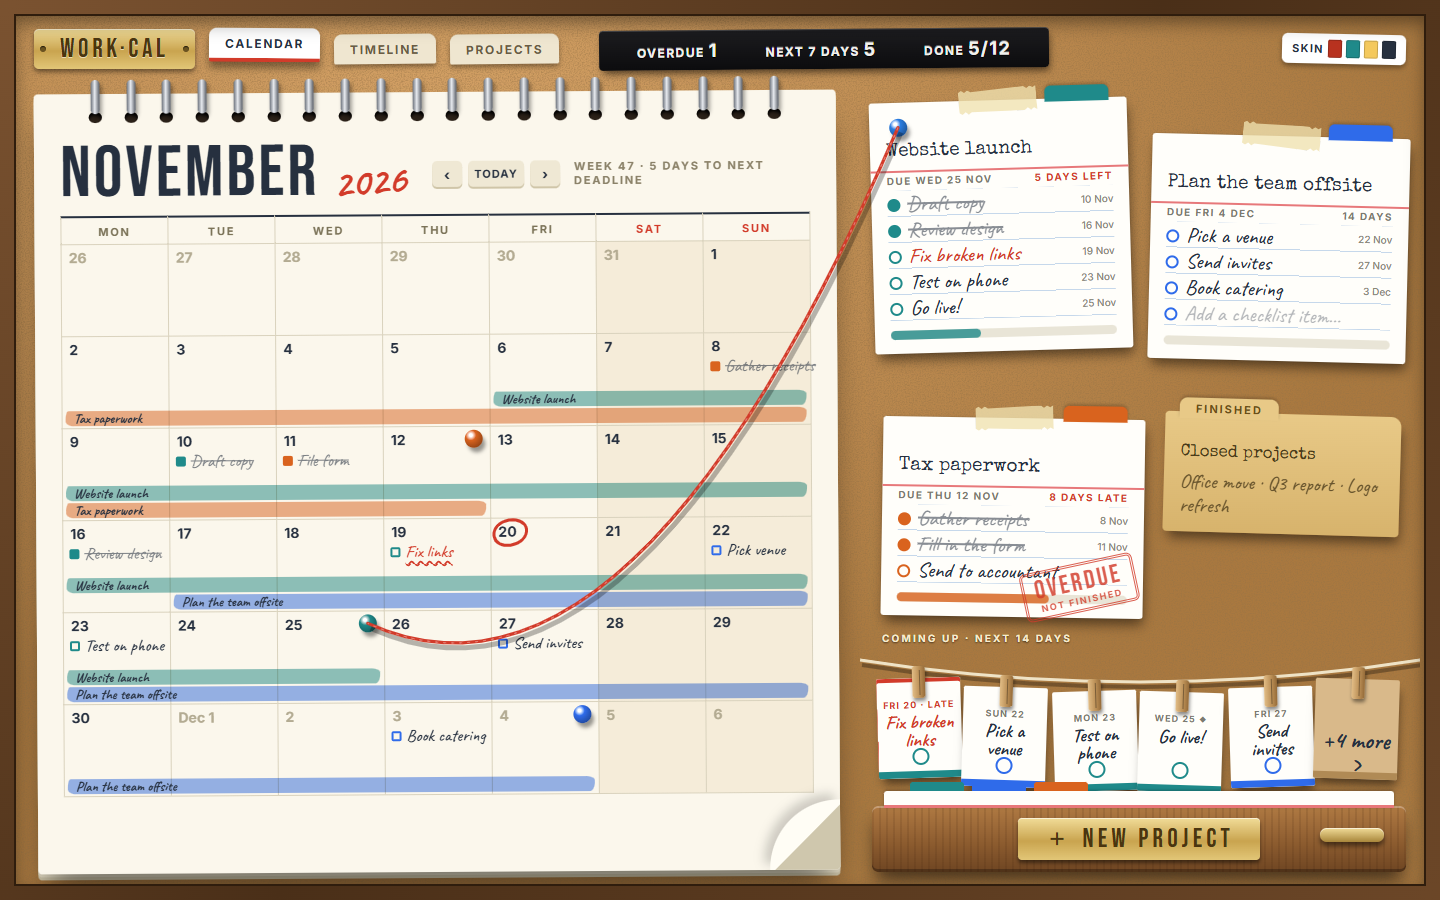 WORK·CAL
CALENDAR
TIMELINE
PROJECTS
OVERDUE 1
NEXT 7 DAYS 5
DONE 5/12
SKIN
NOVEMBER 2026
‹
TODAY
›
WEEK 47 · 5 DAYS TO NEXT
DEADLINE
MON TUE WED THU FRI SAT SUN
26 27 28 29 30 31 1
2 3 4 5 6 7 8
Gather receipts
Website launch
Tax paperwork
9 10 11 12 13 14 15
Draft copy
File form
Website launch
Tax paperwork
16 17 18 19 20 21 22
Review design
Fix links
Pick venue
Website launch
Plan the team offsite
23 24 25 26 27 28 29
Test on phone
Send invites
Website launch
Plan the team offsite
30 Dec 1 2 3 4 5 6
Book catering
Plan the team offsite
Website launch
DUE WED 25 NOV 5 DAYS LEFT
Draft copy 10 Nov
Review design 16 Nov
Fix broken links 19 Nov
Test on phone 23 Nov
Go live! 25 Nov
Plan the team offsite
DUE FRI 4 DEC 14 DAYS
Pick a venue 22 Nov
Send invites 27 Nov
Book catering 3 Dec
Add a checklist item...
Tax paperwork
DUE THU 12 NOV 8 DAYS LATE
Gather receipts 8 Nov
Fill in the form 11 Nov
Send to accountant
OVERDUE
NOT FINISHED
FINISHED
Closed projects
Office move · Q3 report · Logo
refresh
COMING UP · NEXT 14 DAYS
FRI 20 · LATE
Fix broken
links
SUN 22
Pick a
venue
MON 23
Test on
phone
WED 25 ◆
Go live!
FRI 27
Send
invites
+4 more
›
+ NEW PROJECT